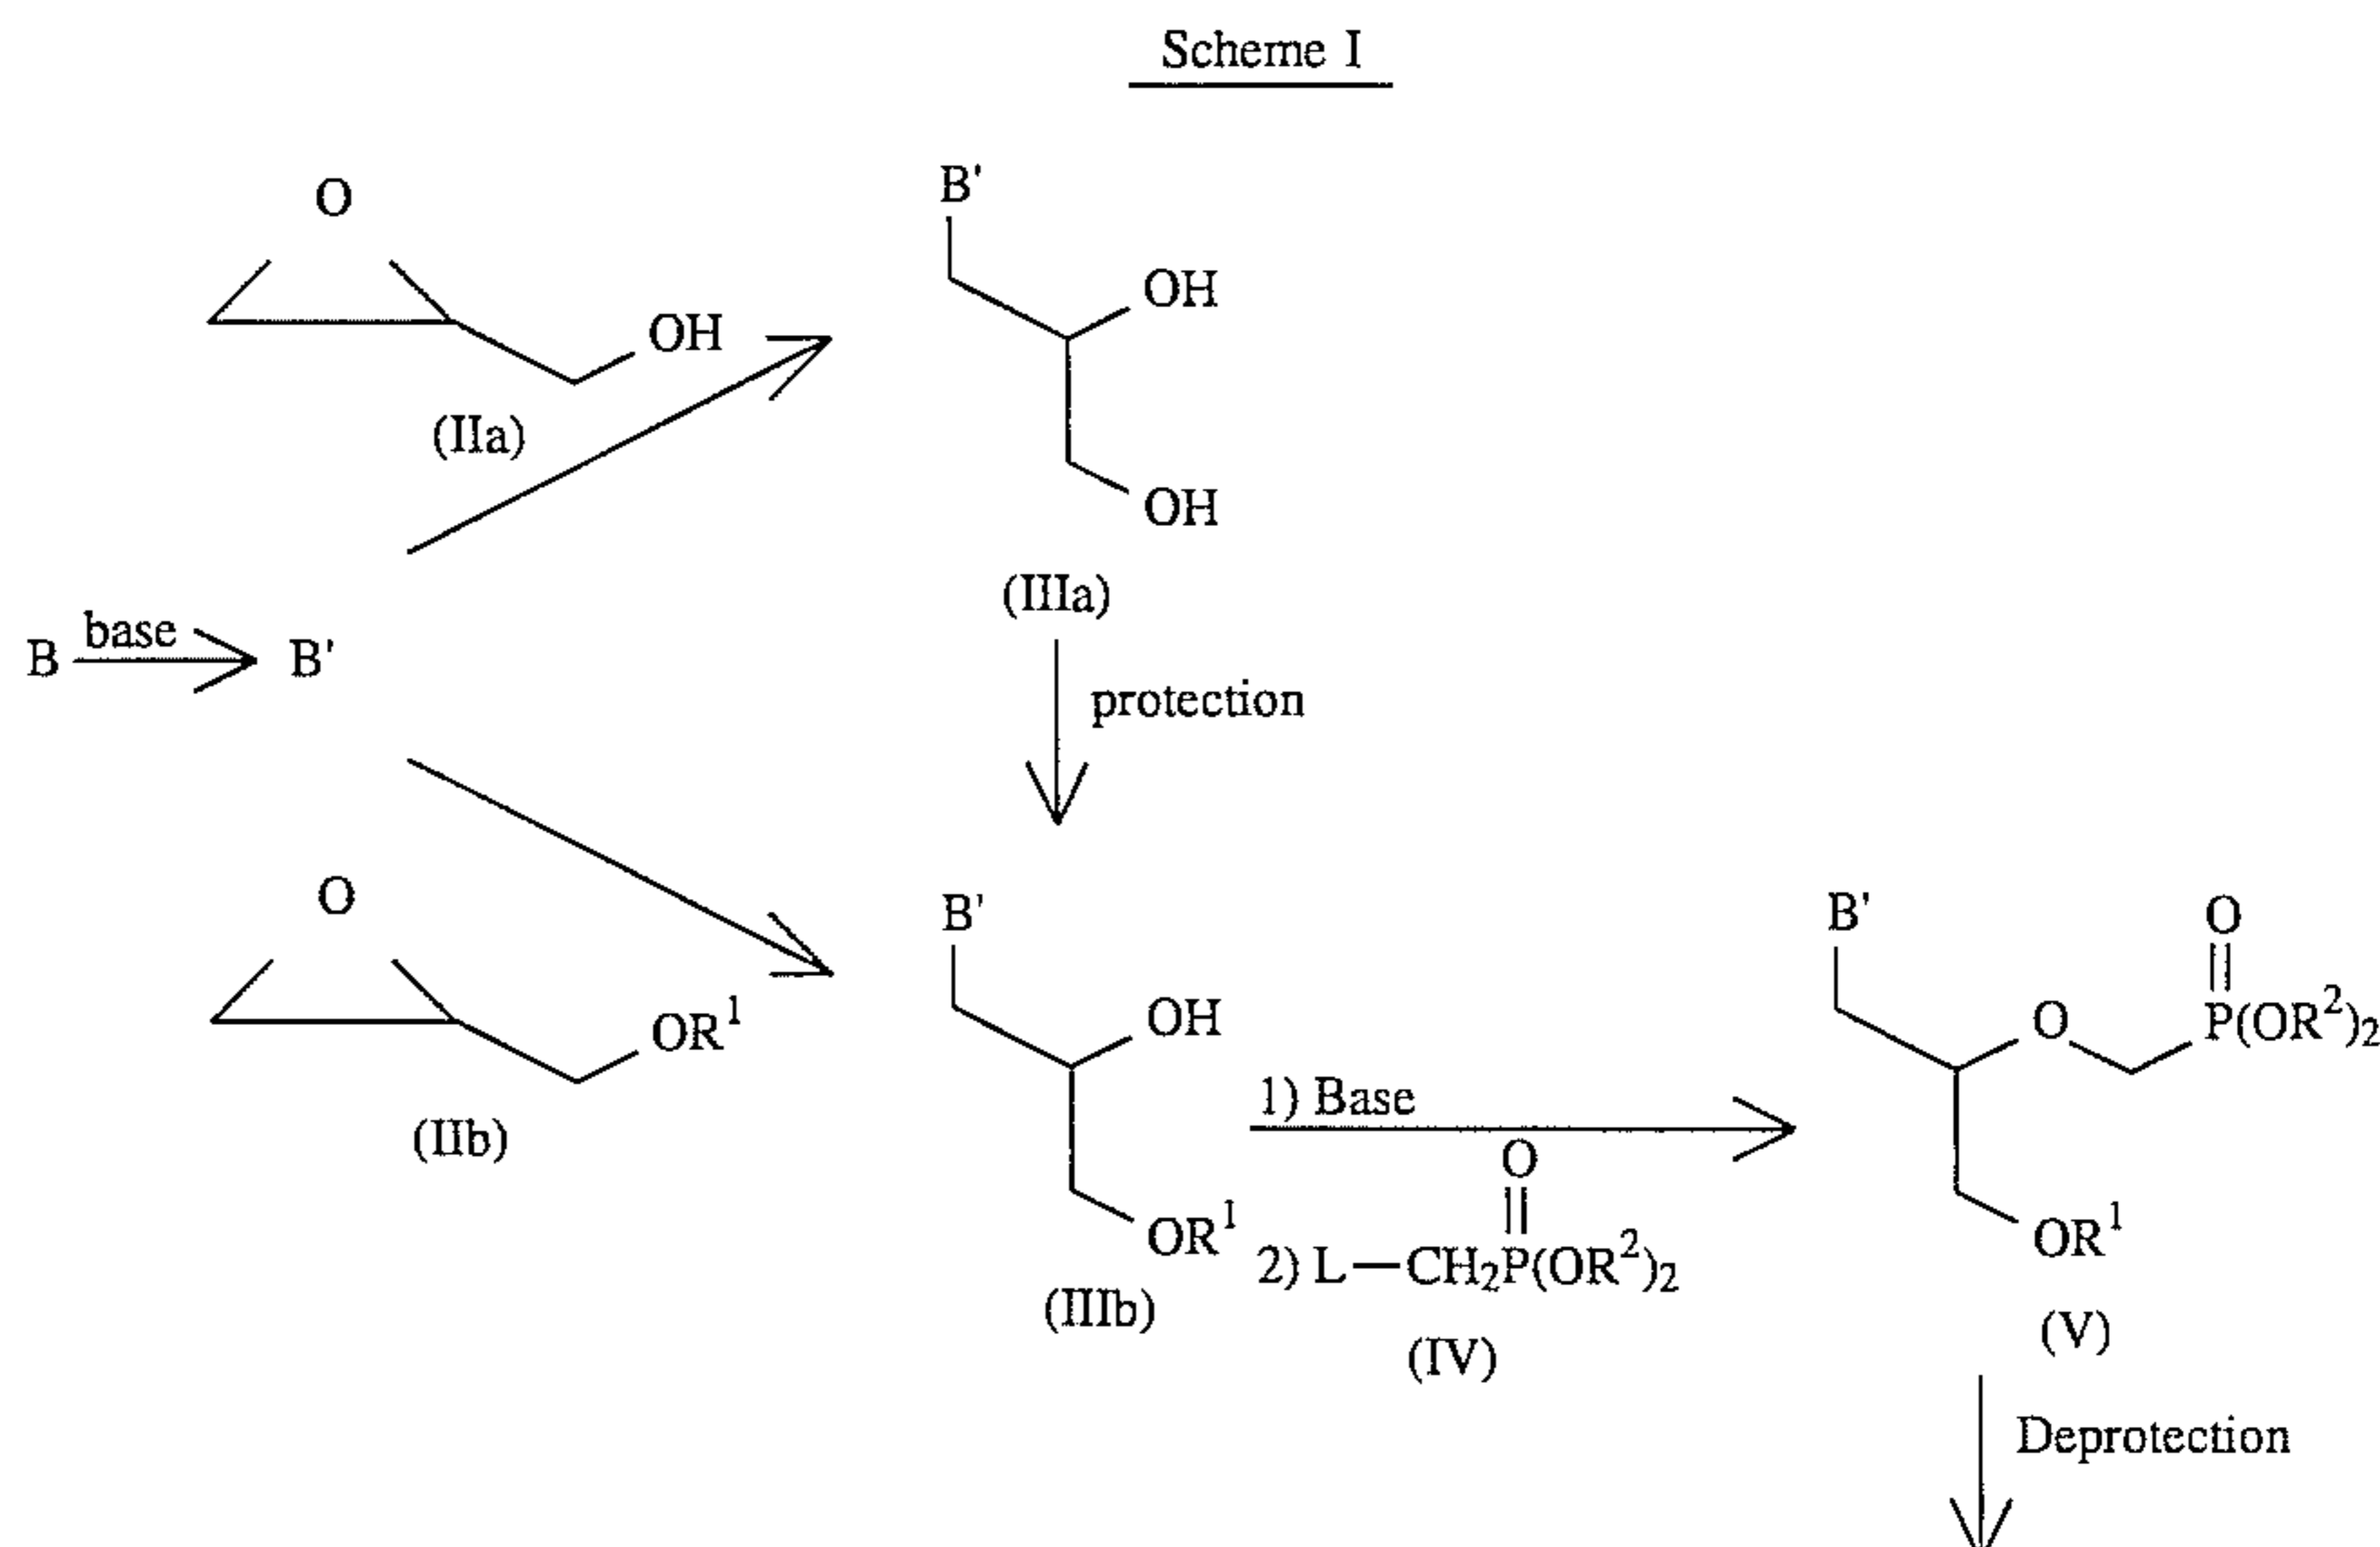 Scheme I
O
OH
(IIa)
B'
OH
OH
(IIIa)
B base B'
protection
O
OR¹
(IIb)
B'
OH
OR¹
(IIIb)
1) Base
O
2) L—CH₂P(OR²)₂
(IV)
B'
O
O
P(OR²)₂
OR¹
(V)
Deprotection